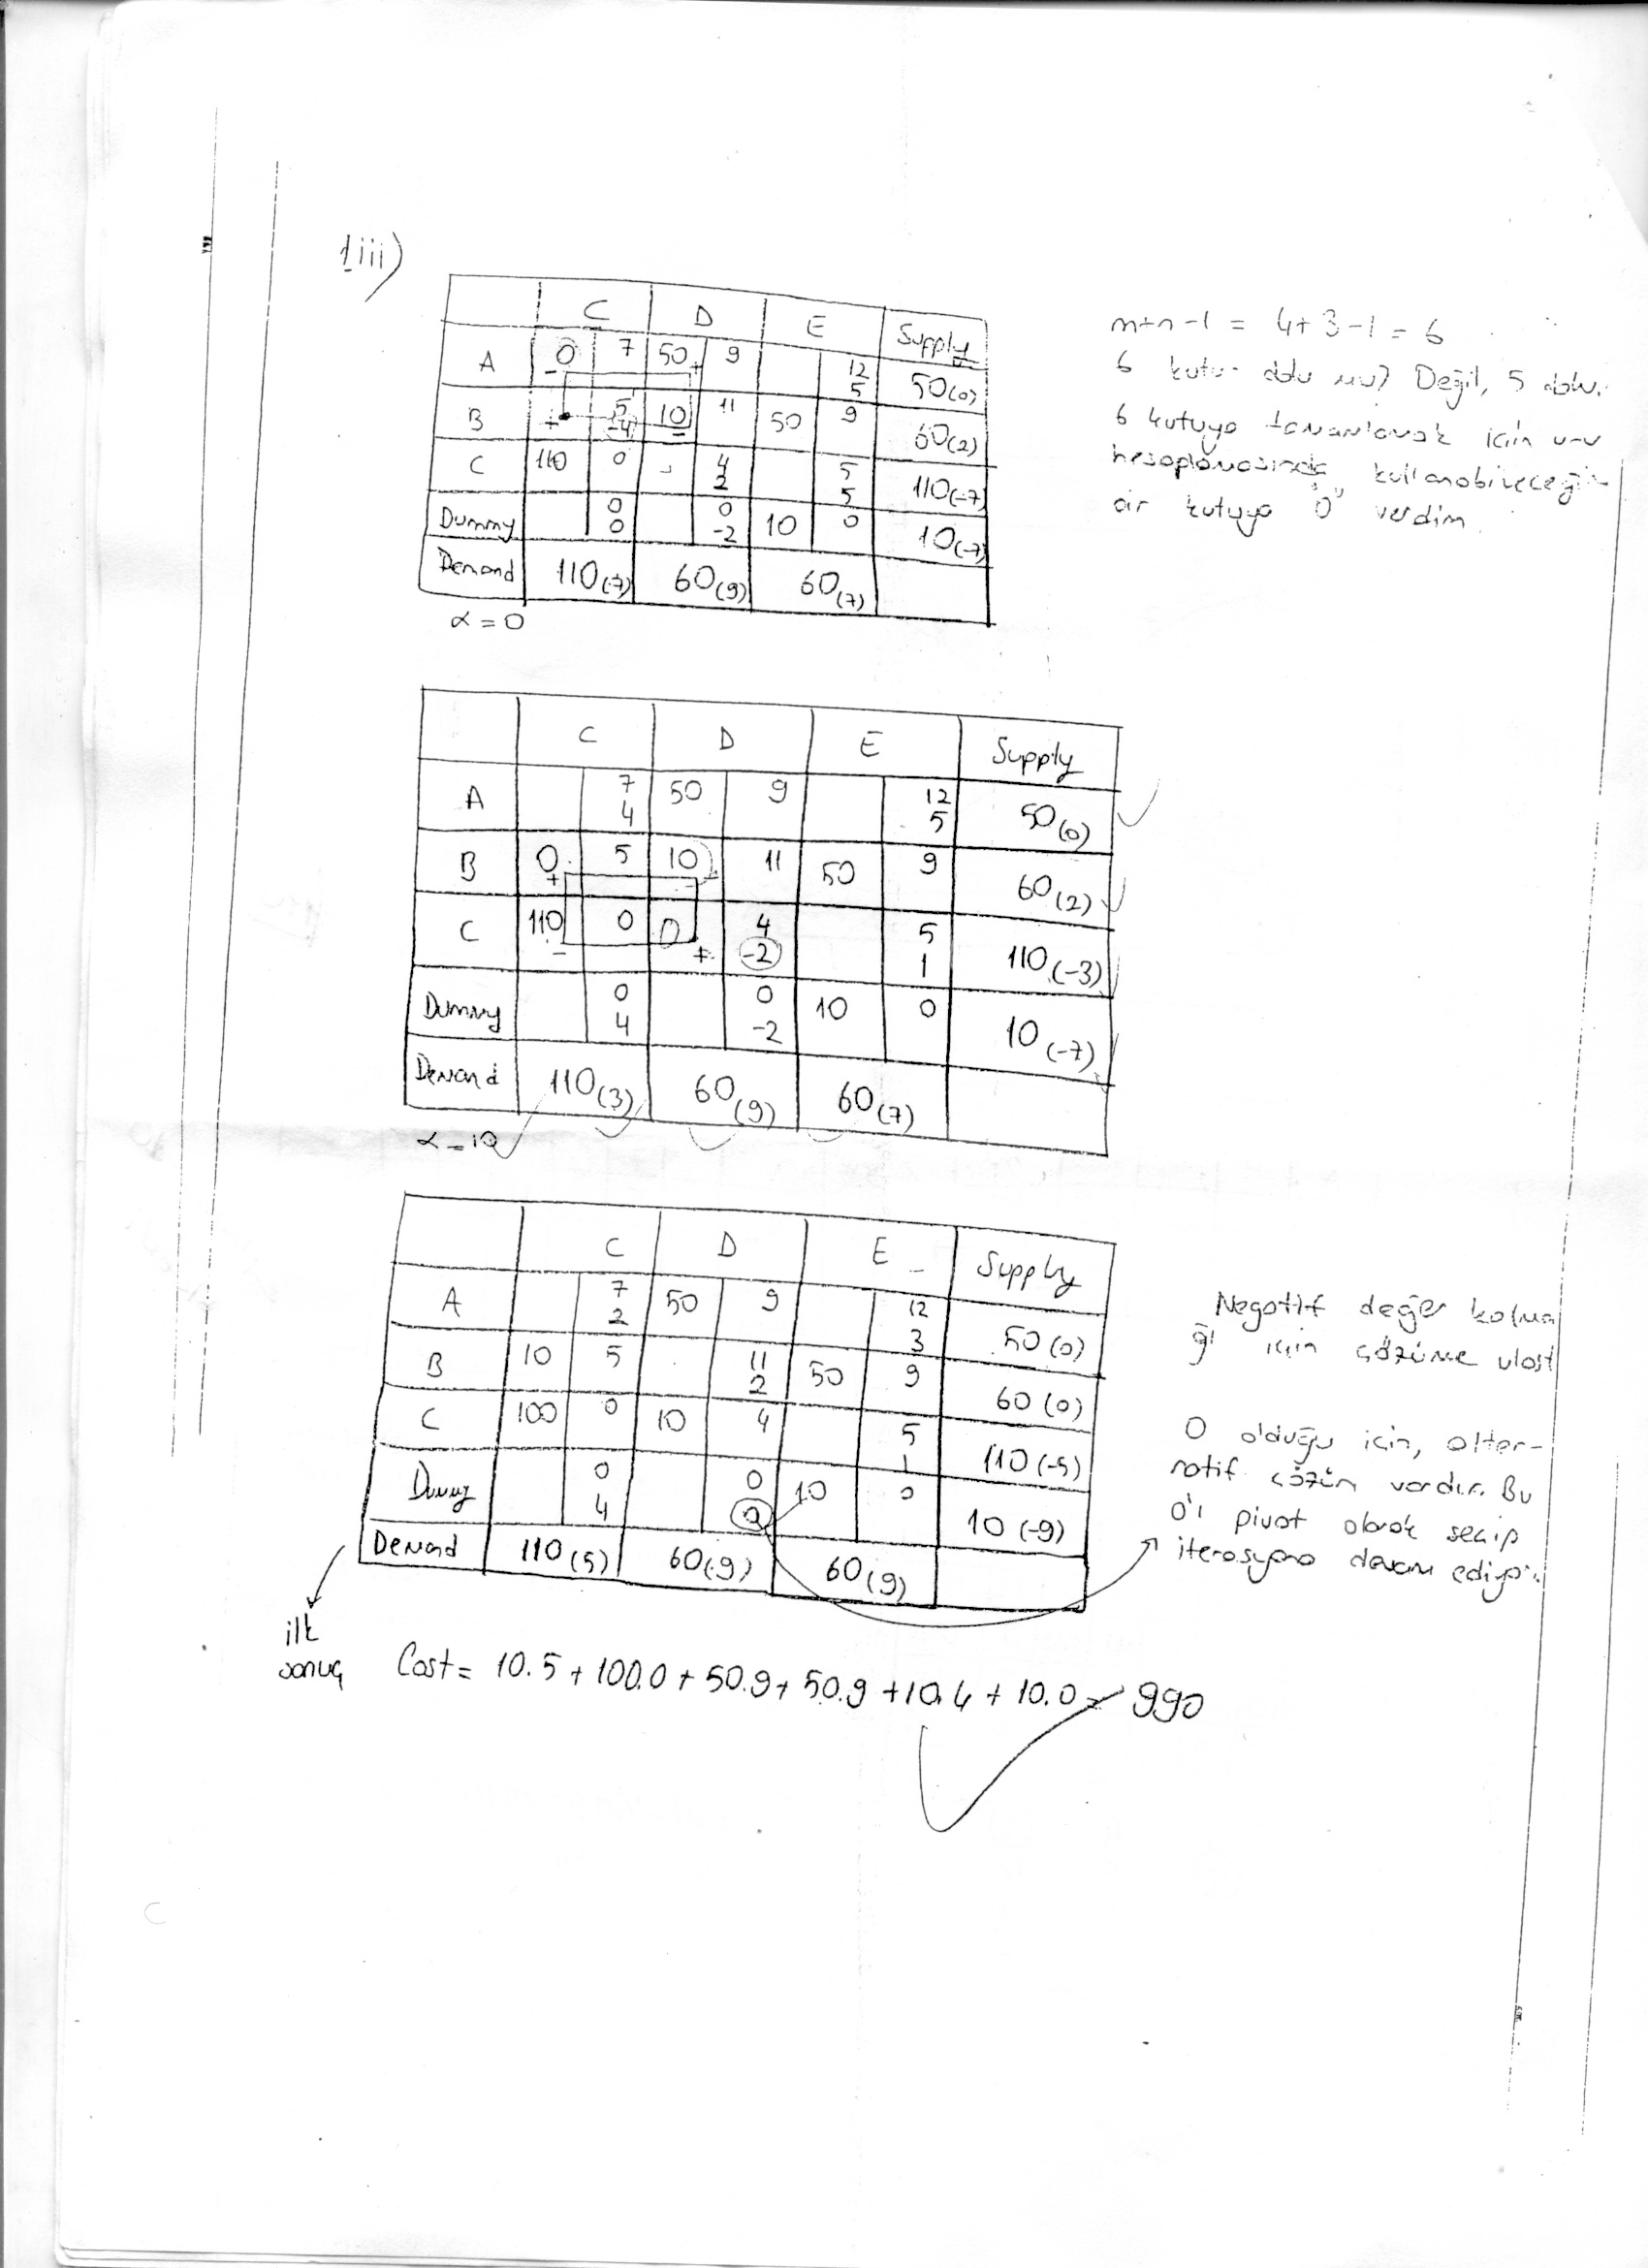 1iii)
C D E Supply
A 0 7 50 9 12 5 50(0)
B 5 -4 10 11 50 9 60(2)
C 110 0 4 2 5 5 110(-7)
Dummy 0 0 0 -2 10 0 10(-7)
Demand 110(7) 60(9) 60(7)
α = 0
m+n-1 = 4+3-1 = 6
6 kutu dolu mu? Değil, 5 dolu.
6 kutuya tamamlamak için u-v
hesaplamasında
bir kutuya "0" verdim
C D E Supply
A 7 4 50 9 12 5 50(0)
B 0 5 10 11 50 9 60(2)
C 110 0 0 4 -2 5 1 110(-3)
Dummy 0 4 0 -2 10 0 10(-7)
Demand 110(3) 60(9) 60(7)
α = 10
C D E Supply
A 7 2 50 9 12 3 50(0)
B 10 5 11 2 50 9 60(0)
C 100 0 10 4 5 1 110(-5)
Dummy 0 4 0 0 10 0 10(-9)
Demand 110(5) 60(9) 60(9)
Negatif değer kalma
ğı için çözüme ulaşt
0 olduğu için, alter-
natif çözüm vardır. Bu
0'ı pivot olarak seçip
iterasyona devam
ilk
sonuç
Cost = 10.5 + 100.0 + 50.9 + 50.9 + 10.4 + 10.0 = 990